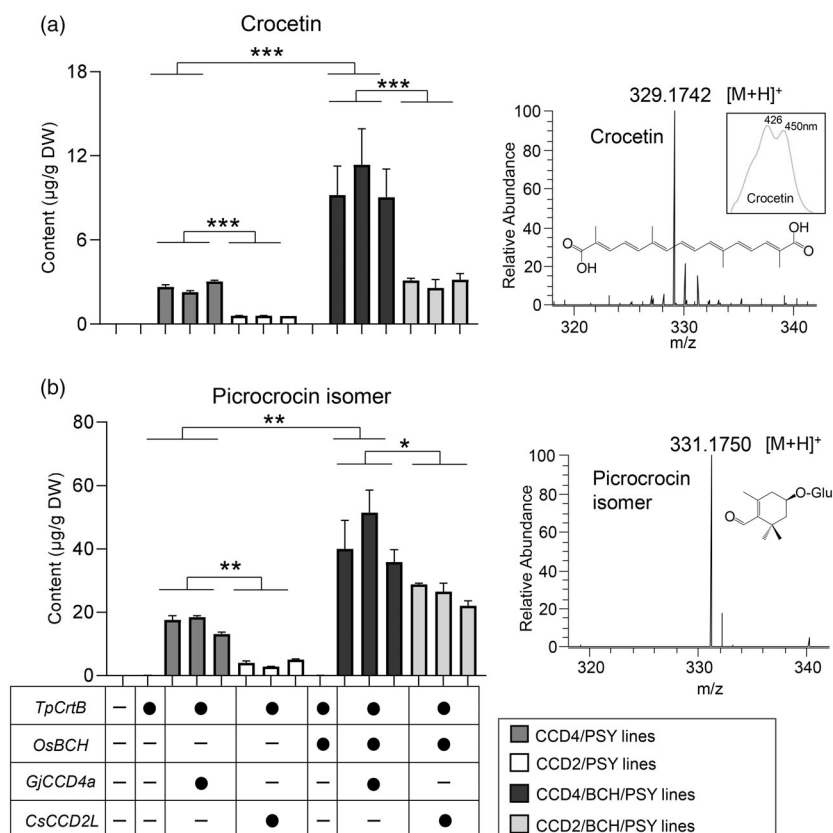 (a)
Crocetin
***
***
***
18
12
6
0
Content (µg/g DW)
329.1742 [M+H]+
Crocetin
426
450nm
Crocetin
O
OH
OH
O
100
80
60
40
20
0
Relative Abundance
320 330 340
m/z
(b)
Picrocrocin isomer
**
*
**
80
60
40
20
0
Content (µg/g DW)
331.1750 [M+H]+
Picrocrocin
isomer
O-Glu
O
100
80
60
40
20
0
Relative Abundance
320 330 340
m/z
TpCrtB – ● ● ● ● ● ●
OsBCH – – – – ● ● ●
GjCCD4a – – ● – – ● –
CsCCD2L – – – ● – – ●
CCD4/PSY lines
CCD2/PSY lines
CCD4/BCH/PSY lines
CCD2/BCH/PSY lines